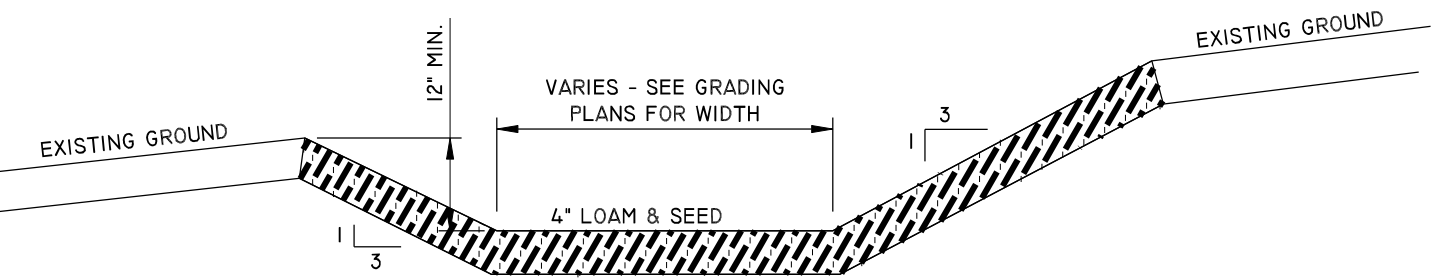 EXISTING GROUND
12" MIN.
VARIES - SEE GRADING
PLANS FOR WIDTH
EXISTING GROUND
3
1
4" LOAM & SEED
1
3